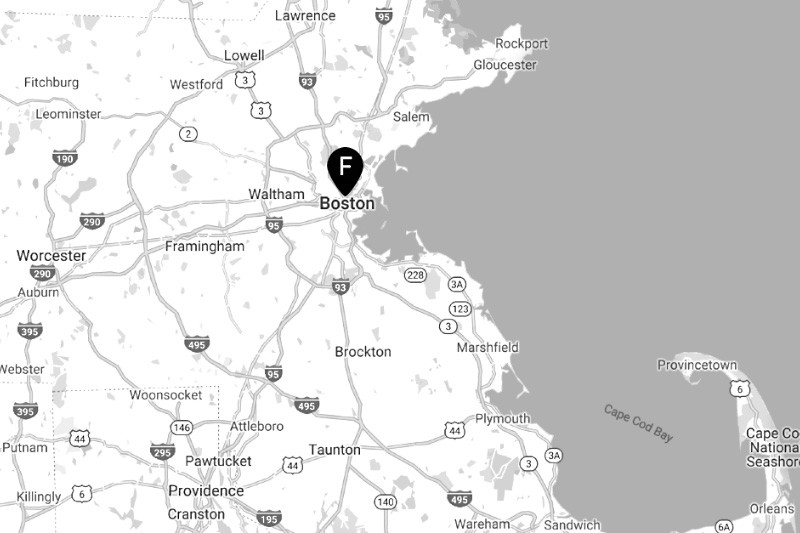 Lawrence
95
Rockport
Lowell
Gloucester
3
93
Fitchburg
Westford
Leominster
3
Salem
2
190
F
Waltham
Boston
290
95
Framingham
Worcester
290
228
3A
Auburn
93
123
3
395
495
Marshfield
Brockton
Provincetown
Webster
95
6
Woonsocket
495
395
Cape Cod Bay
Plymouth
146
Attleboro
44
44
Cape Co
National
Seashor
Putnam
295
Taunton
3A
Pawtucket
44
3
Killingly
6
Providence
495
140
Orleans
Cranston
195
Wareham
Sandwich
6A